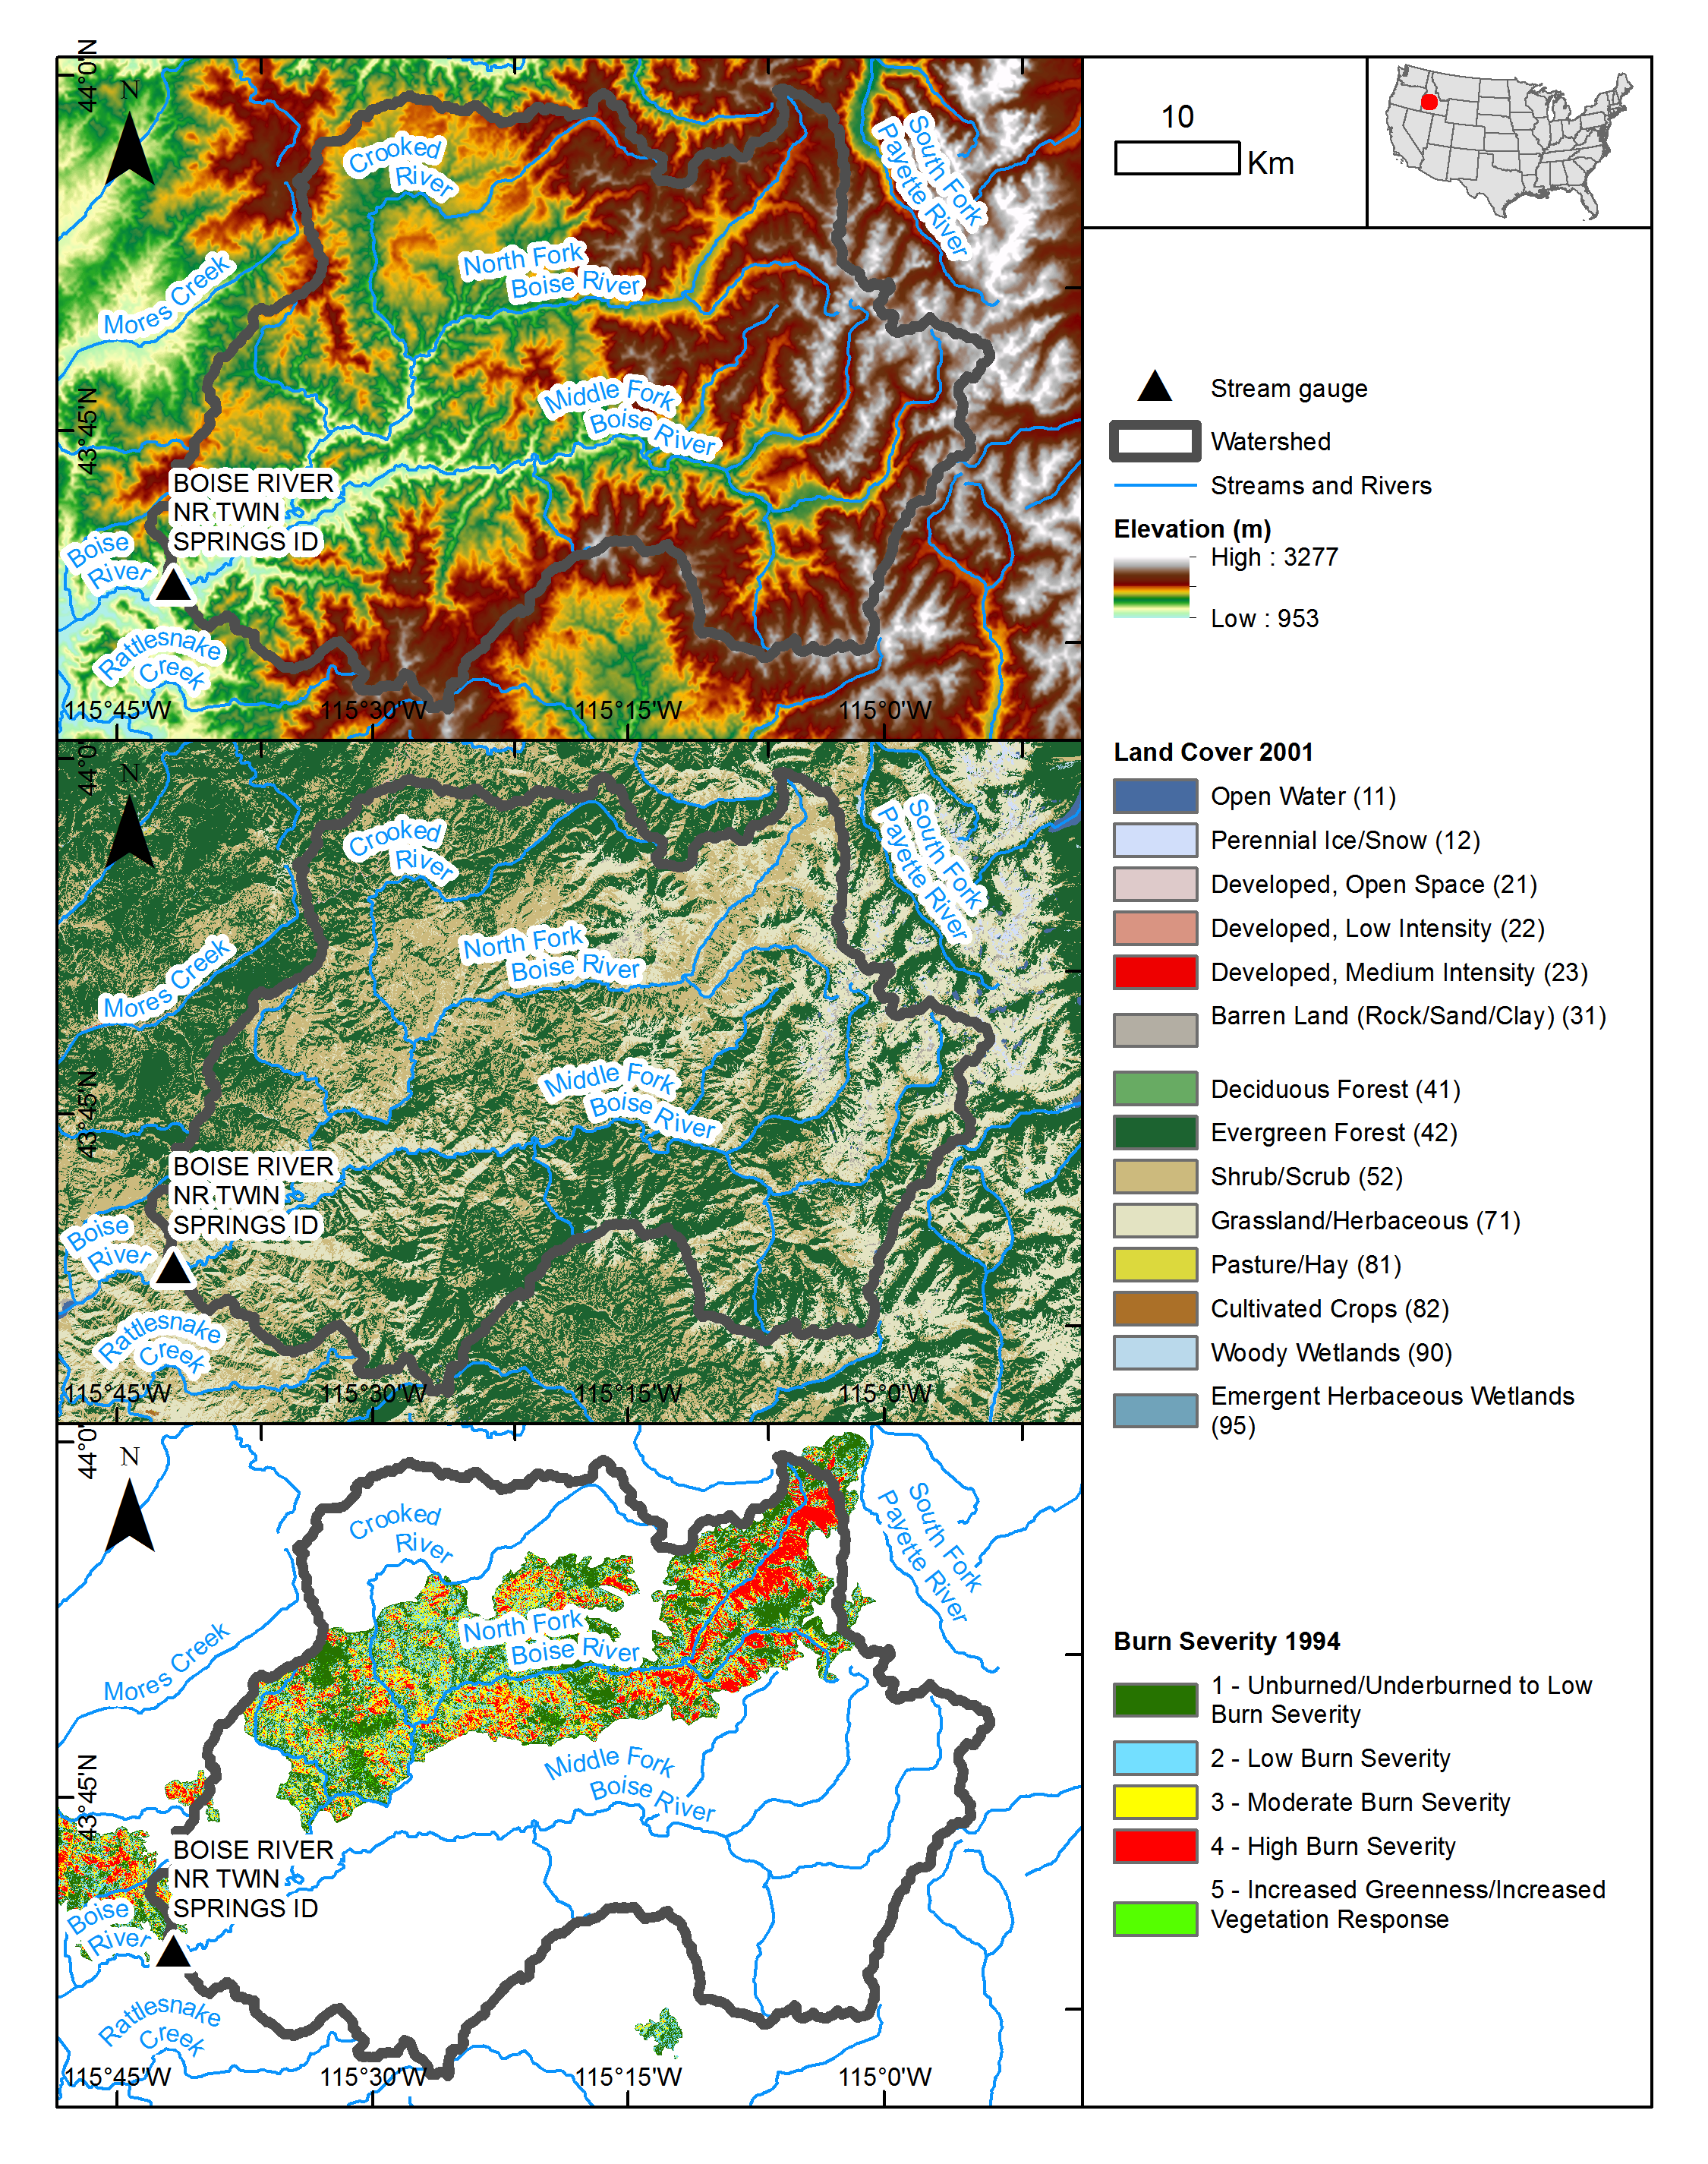 44°0'N
N
Crooked
River
South Fork
Payette River
North Fork
Boise River
Mores Creek
Middle Fork
Boise River
43°45'N
BOISE RIVER
NR TWIN
SPRINGS ID
Boise
River
Rattlesnake
Creek
115°45'W
115°30'W
115°15'W
115°0'W
44°0'
N
Crooked
River
South Fork
Payette River
North Fork
Boise River
Mores Creek
Middle Fork
Boise River
43°45'N
BOISE RIVER
NR TWIN
SPRINGS ID
Boise
River
Rattlesnake
Creek
115°45'W
115°30'W
115°15'W
115°0'W
44°0'
N
Crooked
River
South Fork
Payette River
North Fork
Boise River
Mores Creek
Middle Fork
Boise River
43°45'N
BOISE RIVER
NR TWIN
SPRINGS ID
Boise
River
Rattlesnake
Creek
115°45'W
115°30'W
115°15'W
115°0'W
10
Km
Stream gauge
Watershed
Streams and Rivers
Elevation (m)
High : 3277
Low : 953
Land Cover 2001
Open Water (11)
Perennial Ice/Snow (12)
Developed, Open Space (21)
Developed, Low Intensity (22)
Developed, Medium Intensity (23)
Barren Land (Rock/Sand/Clay) (31)
Deciduous Forest (41)
Evergreen Forest (42)
Shrub/Scrub (52)
Grassland/Herbaceous (71)
Pasture/Hay (81)
Cultivated Crops (82)
Woody Wetlands (90)
Emergent Herbaceous Wetlands
(95)
Burn Severity 1994
1 - Unburned/Underburned to Low
Burn Severity
2 - Low Burn Severity
3 - Moderate Burn Severity
4 - High Burn Severity
5 - Increased Greenness/Increased
Vegetation Response